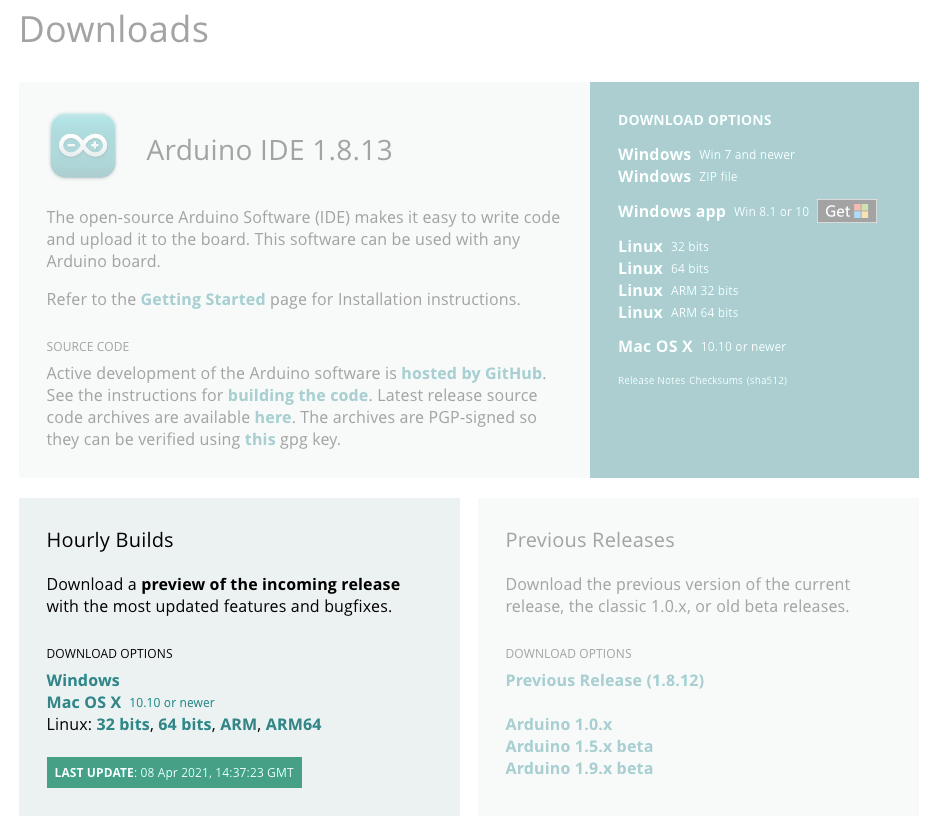 Downloads
Arduino IDE 1.8.13
The open-source Arduino Software (IDE) makes it easy to write code
and upload it to the board. This software can be used with any
Arduino board.
Refer to the Getting Started page for Installation instructions.
SOURCE CODE
Active development of the Arduino software is hosted by GitHub.
See the instructions for building the code. Latest release source
code archives are available here. The archives are PGP-signed so
they can be verified using this gpg key.
DOWNLOAD OPTIONS
Windows Win 7 and newer
Windows ZIP file
Windows app Win 8.1 or 10 Get
Linux 32 bits
Linux 64 bits
Linux ARM 32 bits
Linux ARM 64 bits
Mac OS X 10.10 or newer
Release Notes Checksums (sha512)
Hourly Builds
Download a preview of the incoming release
with the most updated features and bugfixes.
DOWNLOAD OPTIONS
Windows
Mac OS X 10.10 or newer
Linux: 32 bits, 64 bits, ARM, ARM64
LAST UPDATE: 08 Apr 2021, 14:37:23 GMT
Previous Releases
Download the previous version of the current
release, the classic 1.0.x, or old beta releases.
DOWNLOAD OPTIONS
Previous Release (1.8.12)
Arduino 1.0.x
Arduino 1.5.x beta
Arduino 1.9.x beta